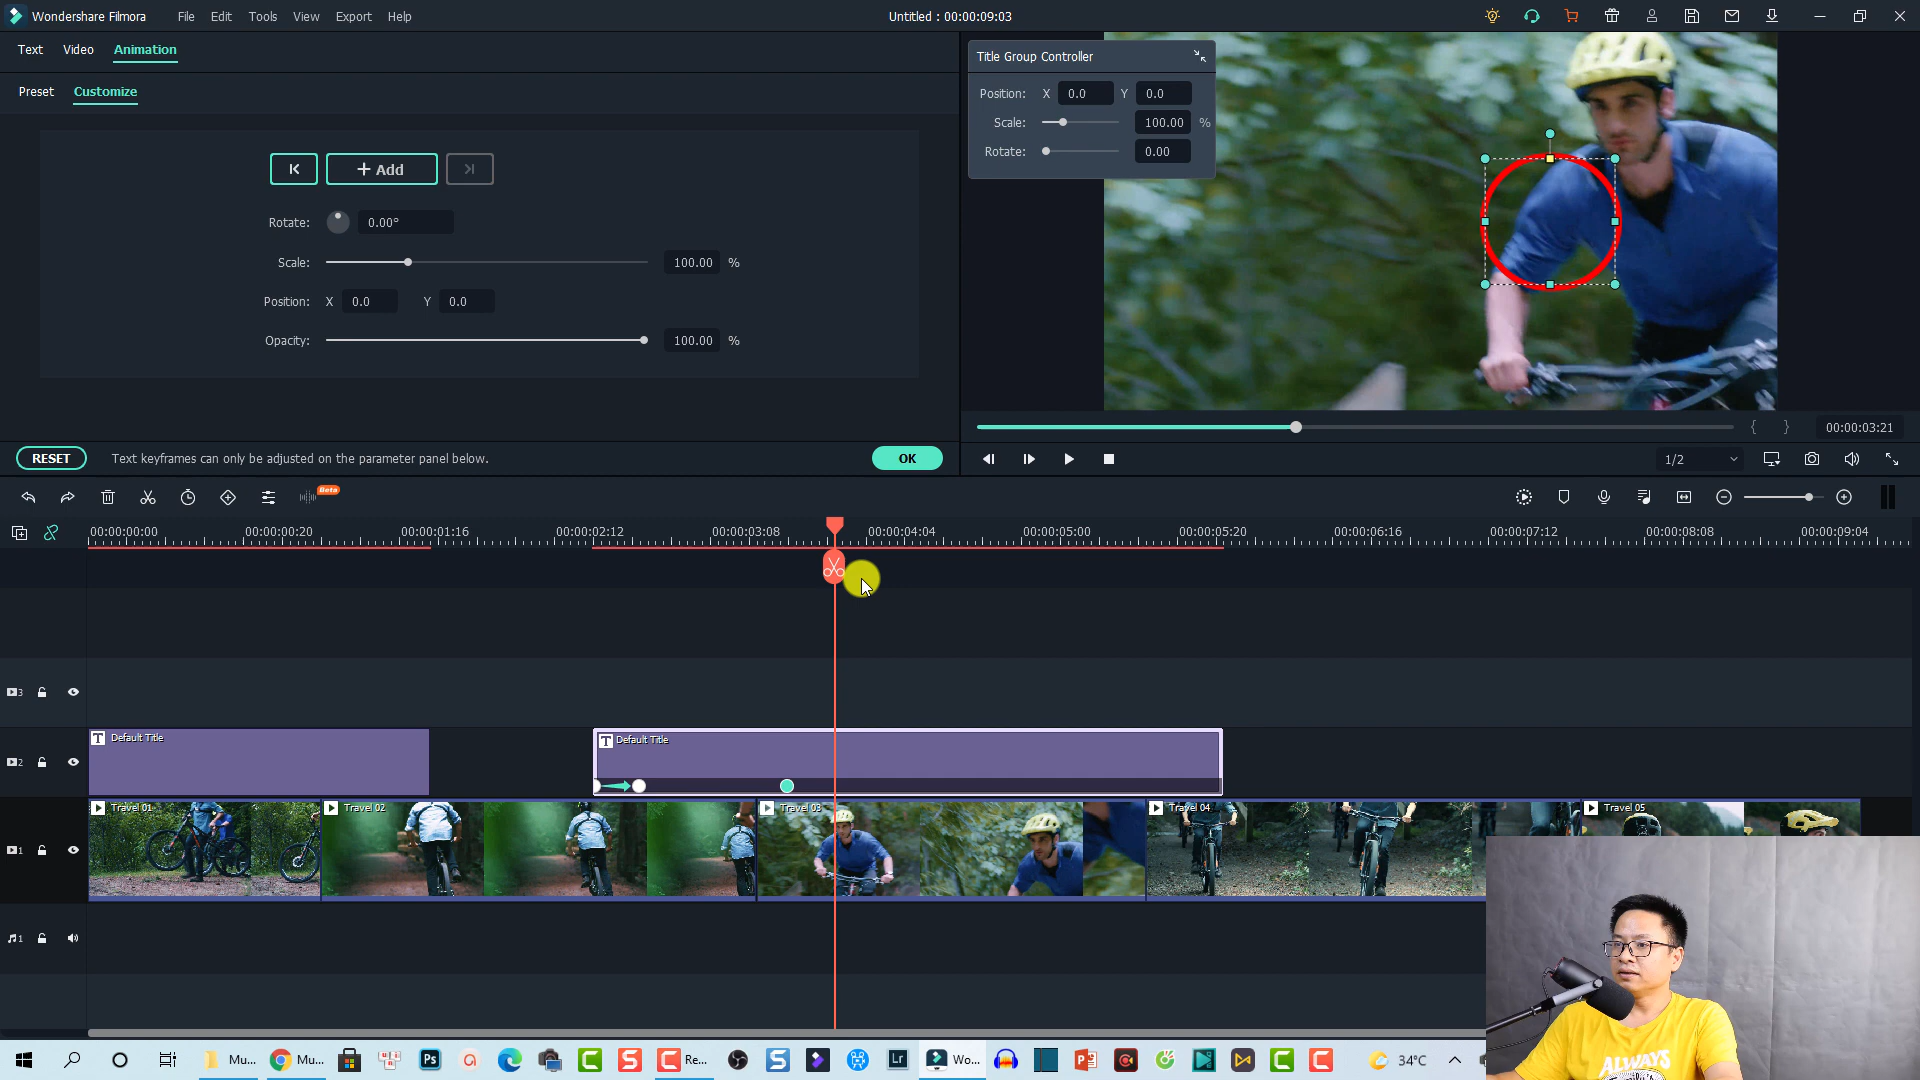 Wondershare Filmora
File
Edit
Tools
View
Export
Help
Untitled : 00:00:09:03
Text
Video
Animation
Preset
Customize
Add
Rotate:
0.00°
Scale:
100.00
%
Position:
X
0.0
Y
0.0
Opacity:
100.00
%
RESET
Text keyframes can only be adjusted on the parameter panel below.
OK
Title Group Controller
Position:
X
0.0
Y
0.0
Scale:
100.00
%
Rotate:
0.00
{
}
00:00:03:21
1/2
Beta
00:00:00:00
00:00:00:20
00:00:01:16
00:00:02:12
00:00:03:08
00:00:04:04
00:00:05:00
00:00:05:20
00:00:06:16
00:00:07:12
00:00:08:08
00:00:09:04
3
2
T
Default Title
T
Default Title
1
Travel 01
Travel 02
Travel 03
Travel 04
Travel 05
1
ALWAYS
Mu...
Mu...
Ps
Re...
Lr
Wo...
34°C